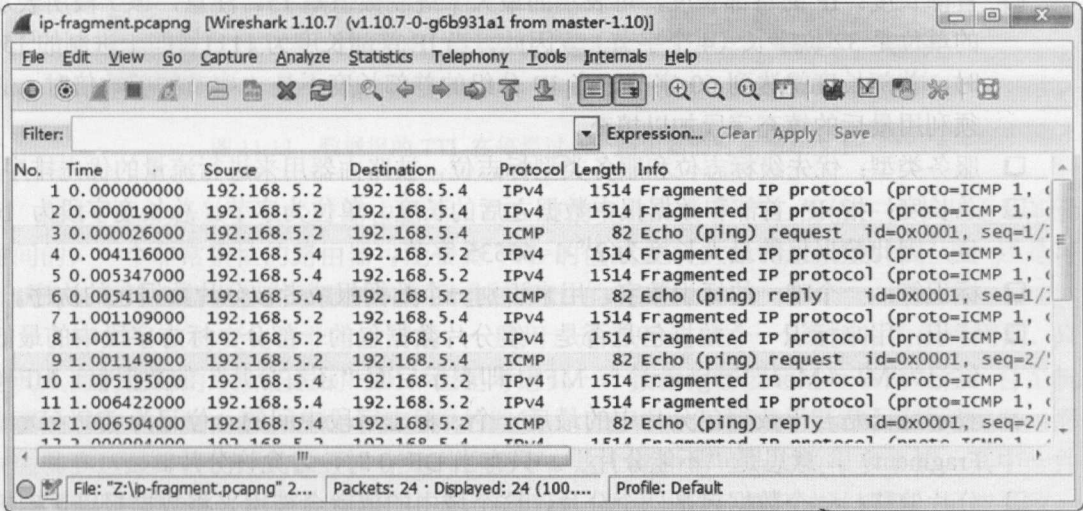 ip-fragment.pcapng [Wireshark 1.10.7 (v1.10.7-0-g6b931a1 from master-1.10)]
File Edit View Go Capture Analyze Statistics Telephony Tools Internals Help
Filter: Expression... Clear Apply Save
No. Time Source Destination Protocol Length Info
1 0.000000000 192.168.5.2 192.168.5.4 IPv4 1514 Fragmented IP protocol (proto=ICMP 1,
2 0.000019000 192.168.5.2 192.168.5.4 IPv4 1514 Fragmented IP protocol (proto=ICMP 1,
3 0.000026000 192.168.5.2 192.168.5.4 ICMP 82 Echo (ping) request id=0x0001, seq=1/
4 0.004116000 192.168.5.4 192.168.5.2 IPv4 1514 Fragmented IP protocol (proto=ICMP 1,
5 0.005347000 192.168.5.4 192.168.5.2 IPv4 1514 Fragmented IP protocol (proto=ICMP 1,
6 0.005411000 192.168.5.4 192.168.5.2 ICMP 82 Echo (ping) reply id=0x0001, seq=1/
7 1.001109000 192.168.5.2 192.168.5.4 IPv4 1514 Fragmented IP protocol (proto=ICMP 1,
8 1.001138000 192.168.5.2 192.168.5.4 IPv4 1514 Fragmented IP protocol (proto=ICMP 1,
9 1.001149000 192.168.5.2 192.168.5.4 ICMP 82 Echo (ping) request id=0x0001, seq=2/
10 1.005195000 192.168.5.4 192.168.5.2 IPv4 1514 Fragmented IP protocol (proto=ICMP 1,
11 1.006422000 192.168.5.4 192.168.5.2 IPv4 1514 Fragmented IP protocol (proto=ICMP 1,
12 1.006504000 192.168.5.4 192.168.5.2 ICMP 82 Echo (ping) reply id=0x0001, seq=2/
File: "Z:\ip-fragment.pcapng" 2... Packets: 24 · Displayed: 24 (100.... Profile: Default